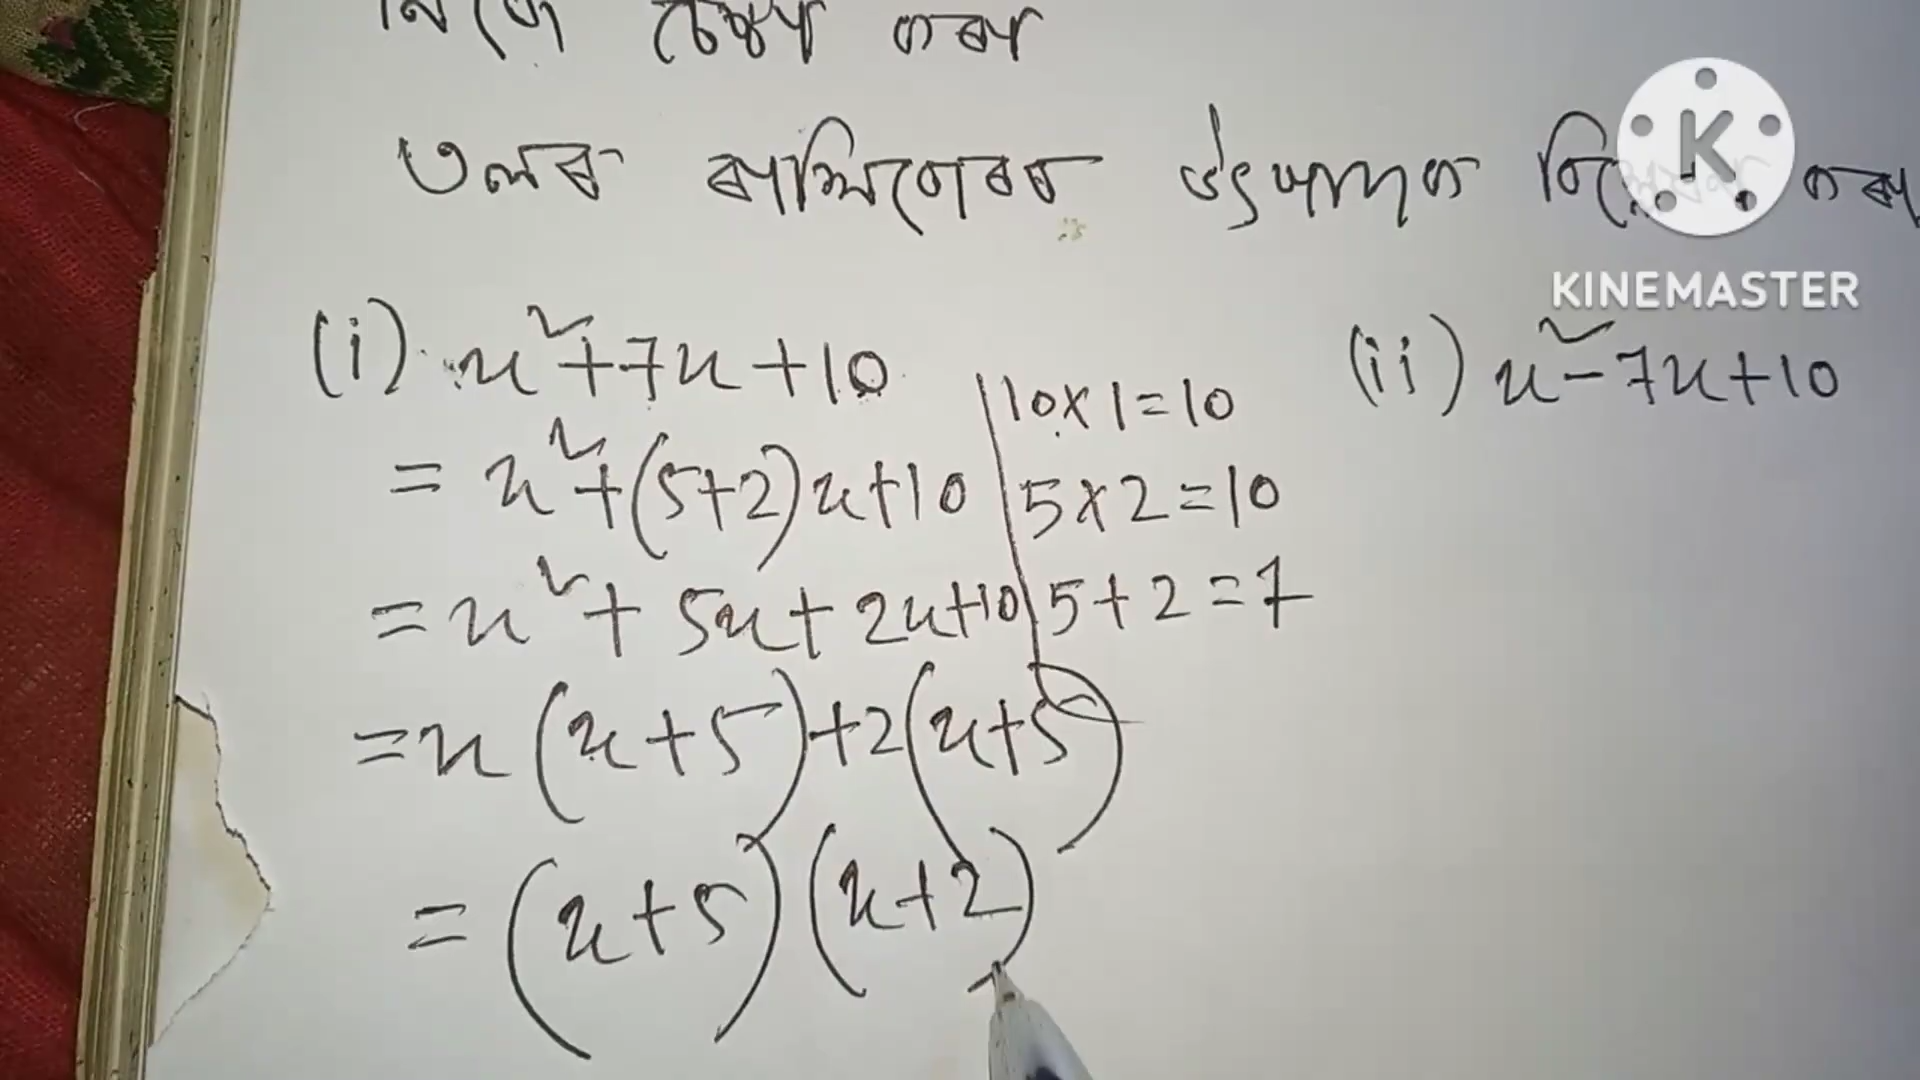 নিজে চেষ্টা কৰা
তলৰ ৰাশিবোৰৰ উৎপাদক কৰা
KINEMASTER
(i) x²+7x+10
= x²+(5+2)x+10
= x²+5x+2x+10
= x(x+5)+2(x+5)
= (x+5)(x+2)
10×1=10
5×2=10
5+2=7
(ii) x²-7x+10